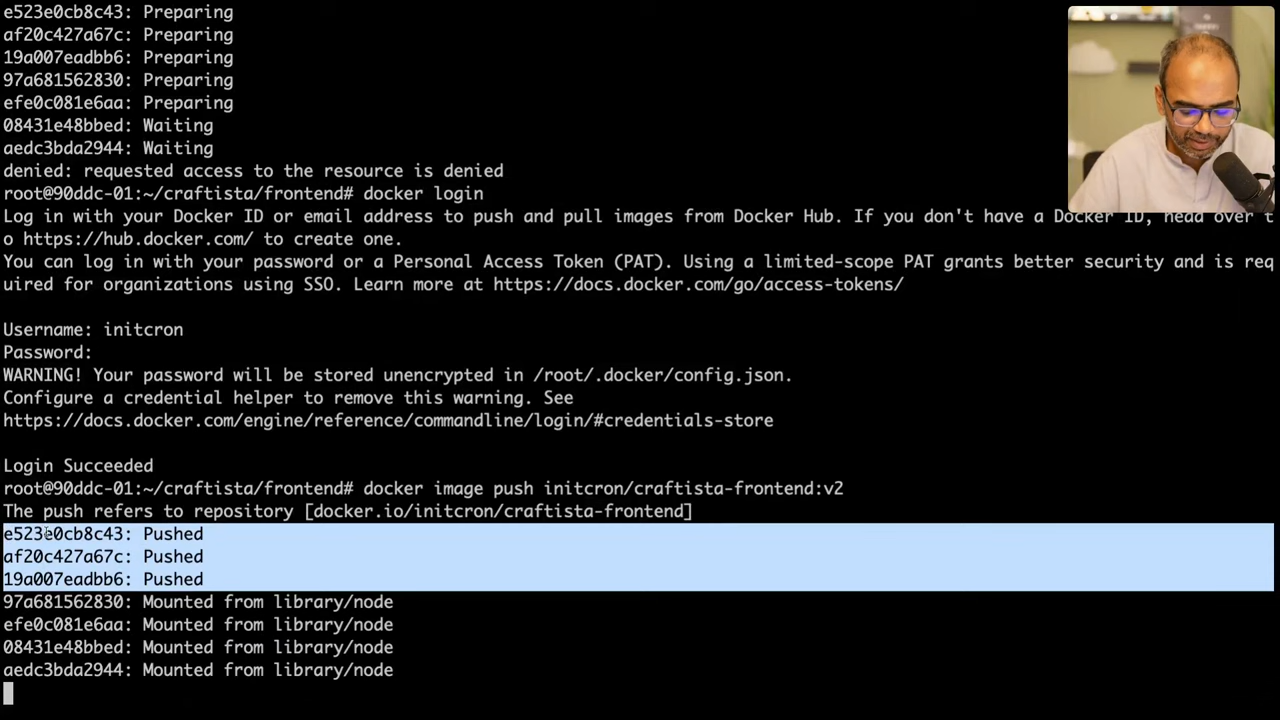 e523e0cb8c43: Preparing
af20c427a67c: Preparing
19a007eadbb6: Preparing
97a681562830: Preparing
efe0c081e6aa: Preparing
08431e48bbed: Waiting
aedc3bda2944: Waiting
denied: requested access to the resource is denied
root@90ddc-01:~/craftista/frontend# docker login
Log in with your Docker ID or email address to push and pull images from Docker Hub. If you don't have a Docker ID, head over t
o https://hub.docker.com/ to create one.
You can log in with your password or a Personal Access Token (PAT). Using a limited-scope PAT grants better security and is req
uired for organizations using SSO. Learn more at https://docs.docker.com/go/access-tokens/
Username: initcron
Password:
WARNING! Your password will be stored unencrypted in /root/.docker/config.json.
Configure a credential helper to remove this warning. See
https://docs.docker.com/engine/reference/commandline/login/#credentials-store
Login Succeeded
root@90ddc-01:~/craftista/frontend# docker image push initcron/craftista-frontend:v2
The push refers to repository [docker.io/initcron/craftista-frontend]
e523e0cb8c43: Pushed
af20c427a67c: Pushed
19a007eadbb6: Pushed
97a681562830: Mounted from library/node
efe0c081e6aa: Mounted from library/node
08431e48bbed: Mounted from library/node
aedc3bda2944: Mounted from library/node